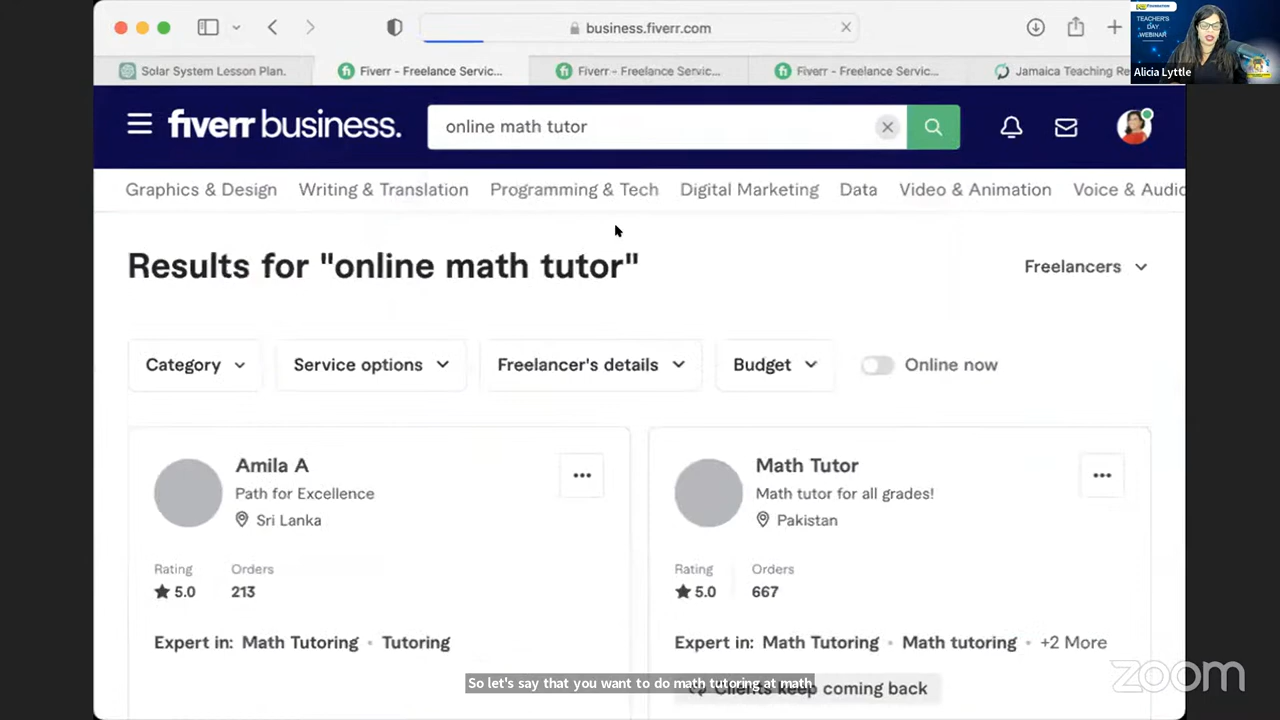 business.fiverr.com
FOUNDATION
TEACHER'S
DAY
WEBINAR
Alicia Lyttle
Solar System Lesson Plan.
Fiverr - Freelance Servic...
Fiverr - Freelance Servic...
Fiverr - Freelance Servic...
Jamaica Teaching Re
fiverr business.
online math tutor
Graphics & Design
Writing & Translation
Programming & Tech
Digital Marketing
Data
Video & Animation
Voice & Audio
Results for "online math tutor"
Freelancers
Category
Service options
Freelancer's details
Budget
Online now
Amila A
Path for Excellence
Sri Lanka
Rating
Orders
5.0
213
Expert in: Math Tutoring • Tutoring
Math Tutor
Math tutor for all grades!
Pakistan
Rating
Orders
5.0
667
Expert in: Math Tutoring • Math tutoring • +2 More
Clients keep coming back
So let's say that you want to do math tutoring at math
zoom